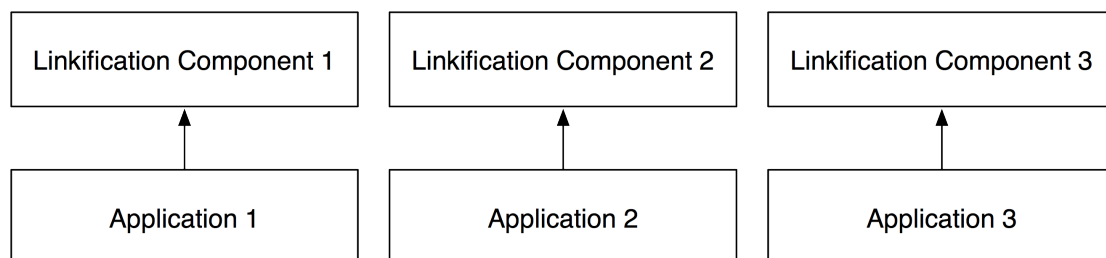 Linkification Component 1
Linkification Component 2
Linkification Component 3
Application 1
Application 2
Application 3